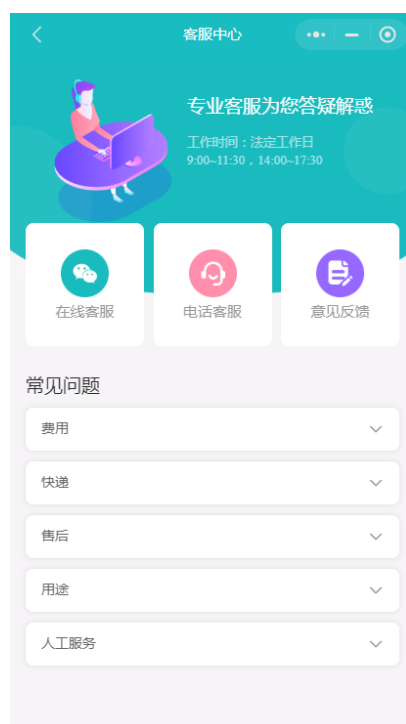 客服中心
专业客服为您答疑解惑
工作时间：法定工作日
9:00~11:30，14:00~17:30
在线客服
电话客服
意见反馈
常见问题
费用
快递
售后
用途
人工服务